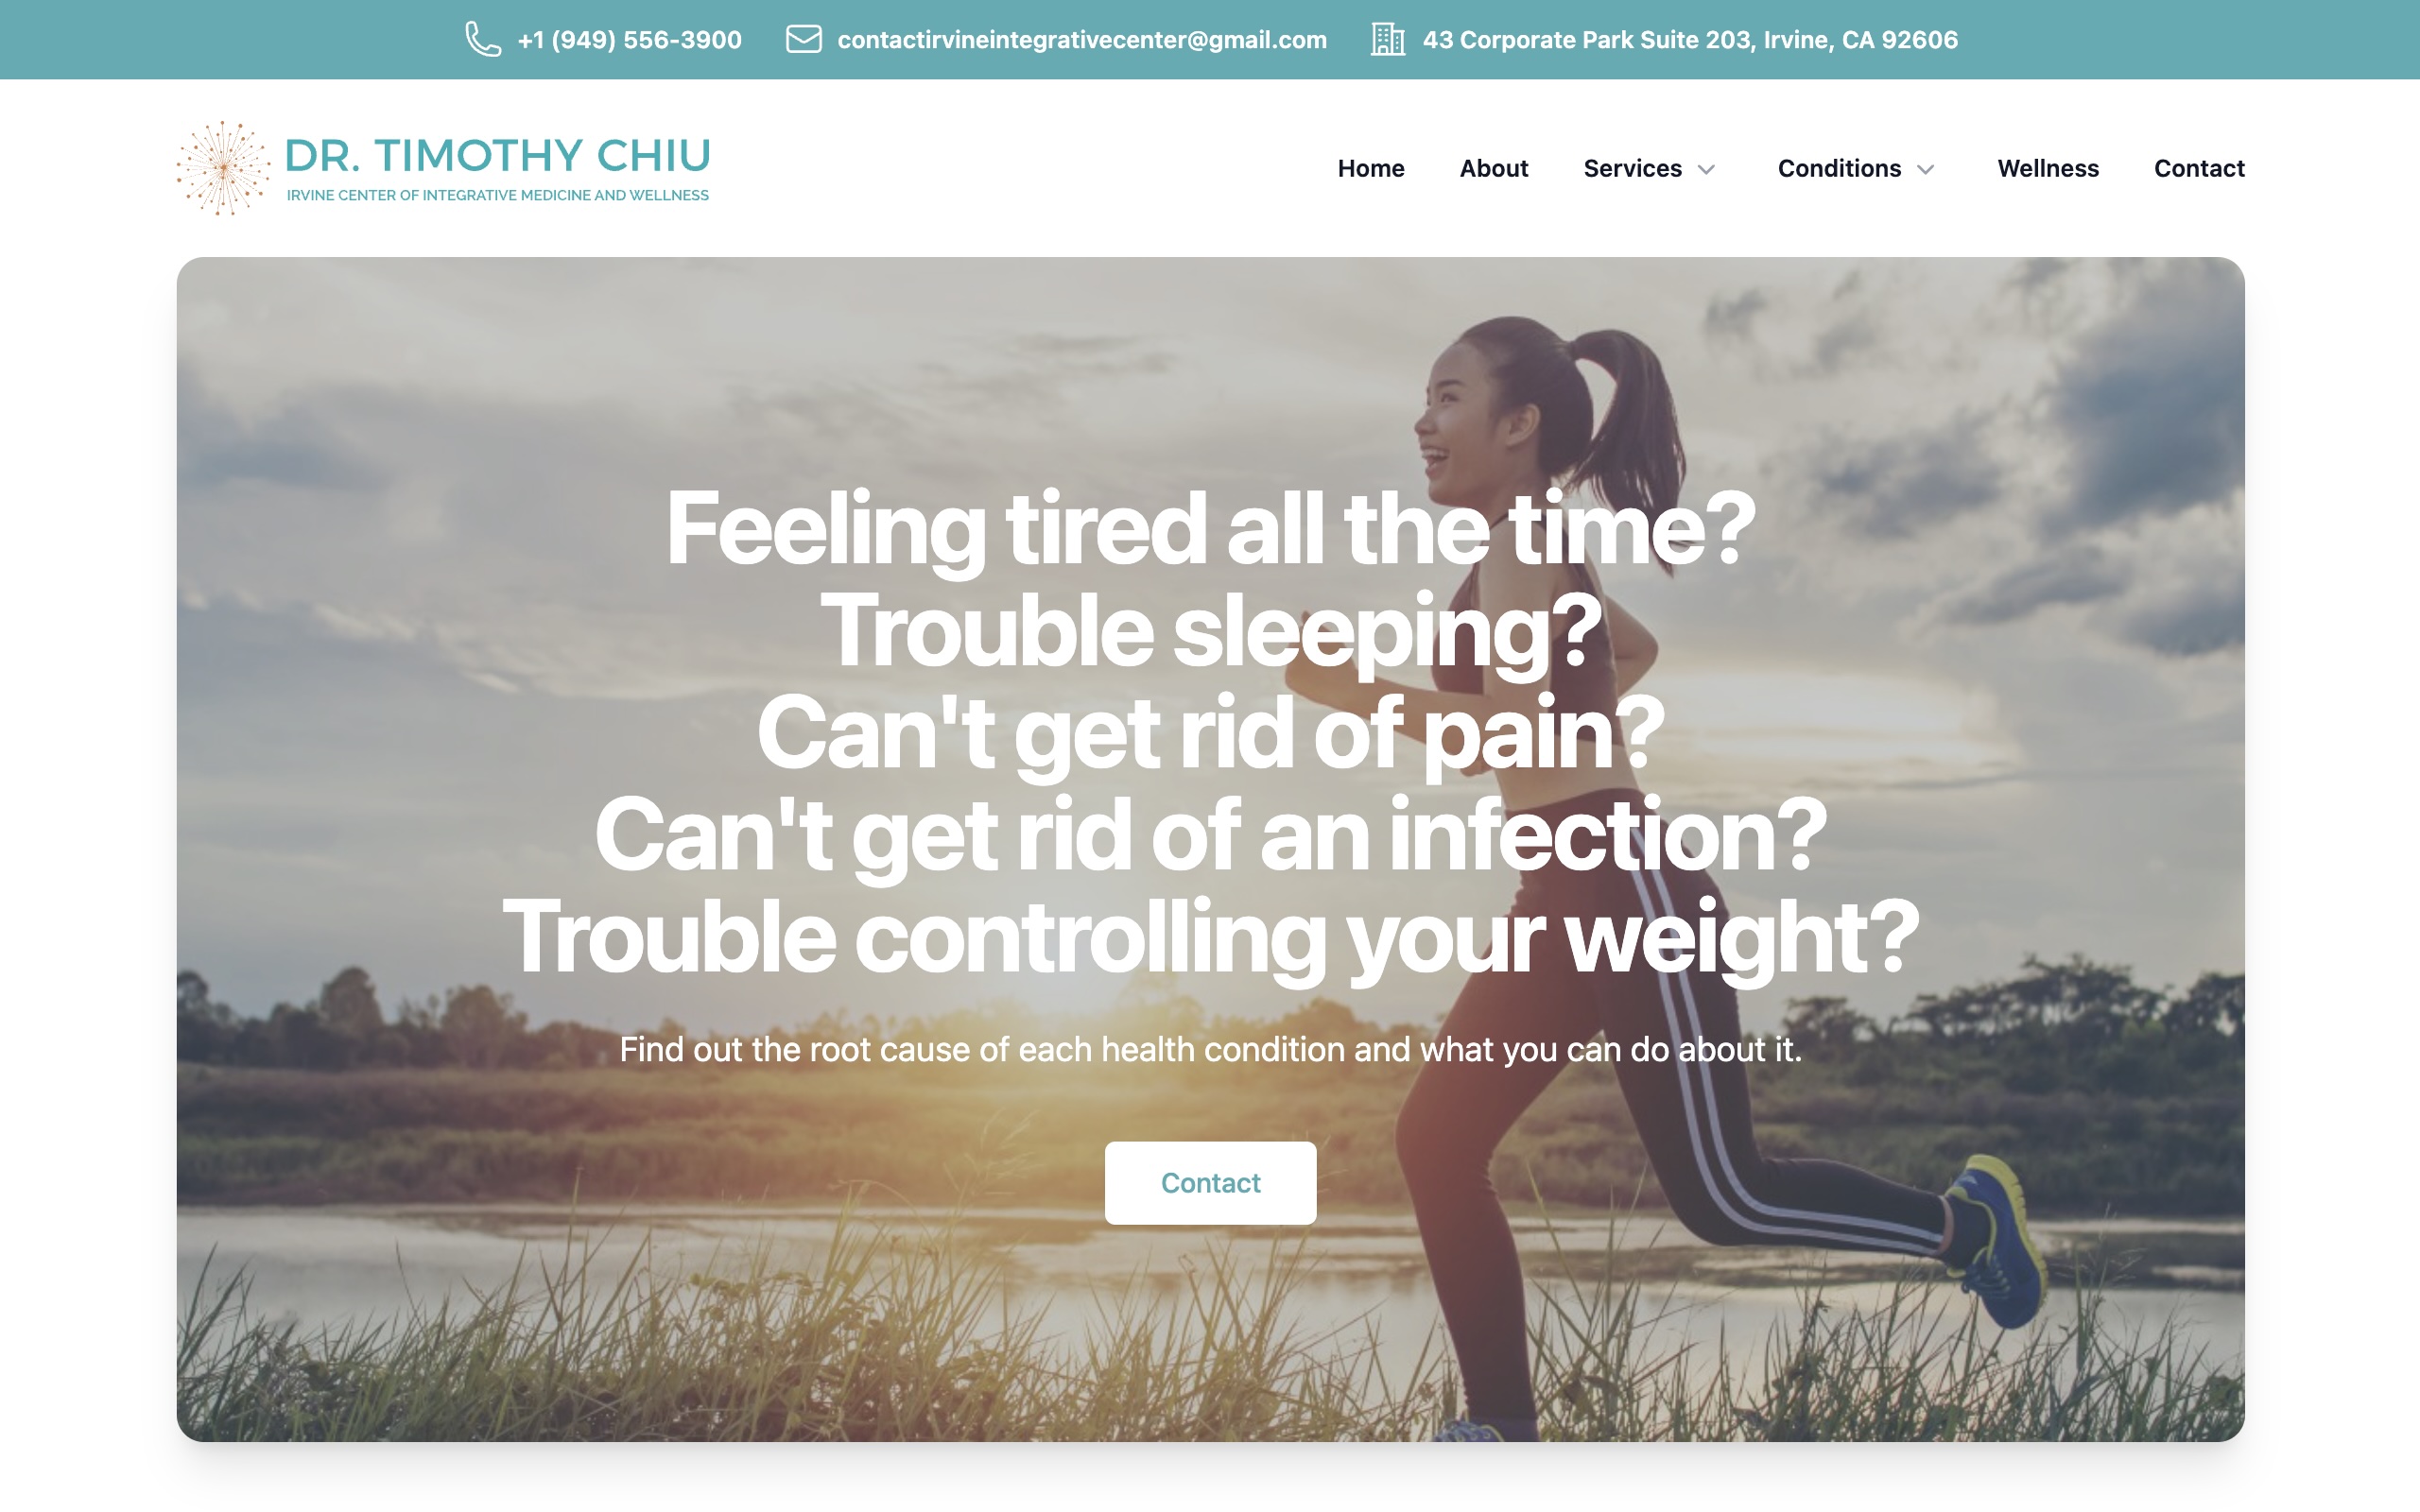 +1 (949) 556-3900 contactirvineintegrativecenter@gmail.com 43 Corporate Park Suite 203, Irvine, CA 92606
DR. TIMOTHY CHIU
IRVINE CENTER OF INTEGRATIVE MEDICINE AND WELLNESS
Home About Services Conditions Wellness Contact
Feeling tired all the time?
Trouble sleeping?
Can't get rid of pain?
Can't get rid of an infection?
Trouble controlling your weight?
Find out the root cause of each health condition and what you can do about it.
Contact